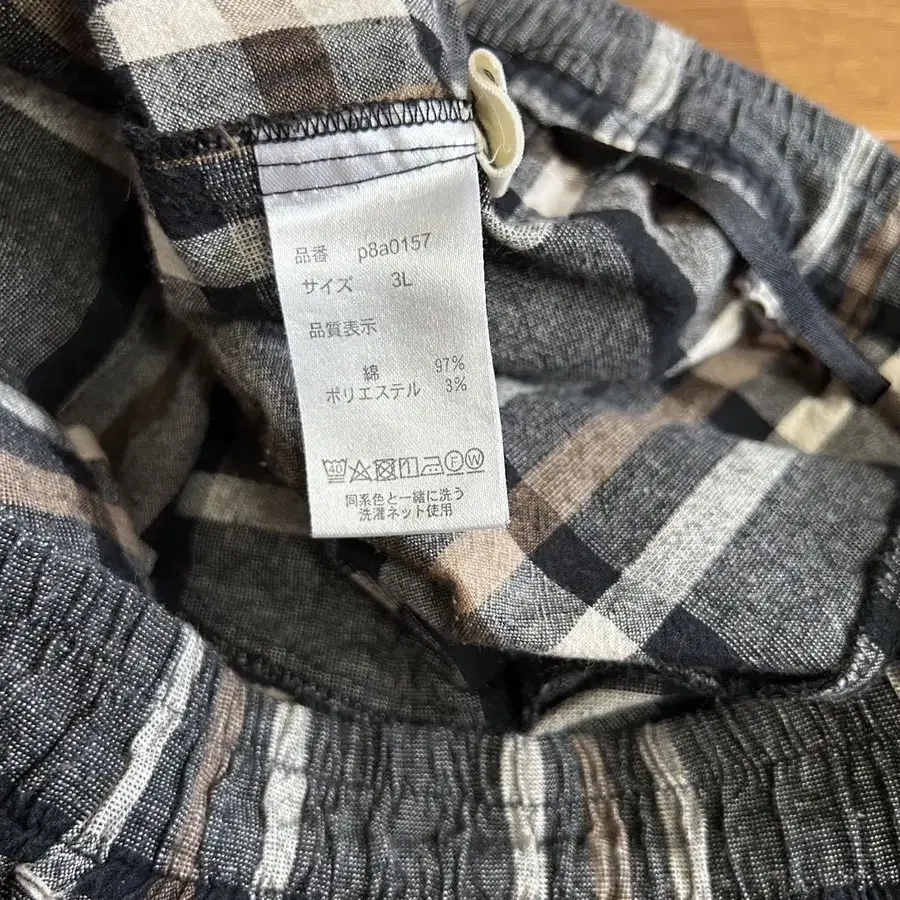 品番 p8a0157
サイズ 3L
品質表示
綿 97%
ポリエステル 3%
40 F W
同系色と一緒に洗う
洗濯ネット使用